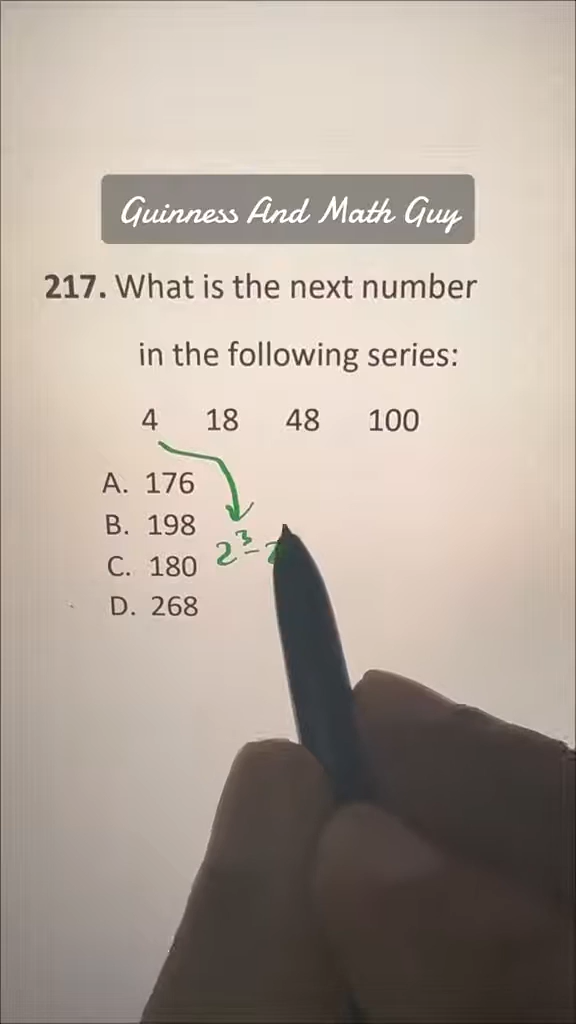 Guinness And Math Guy
217. What is the next number
in the following series:
4 18 48 100
A. 176
B. 198
C. 180
D. 268
2³-